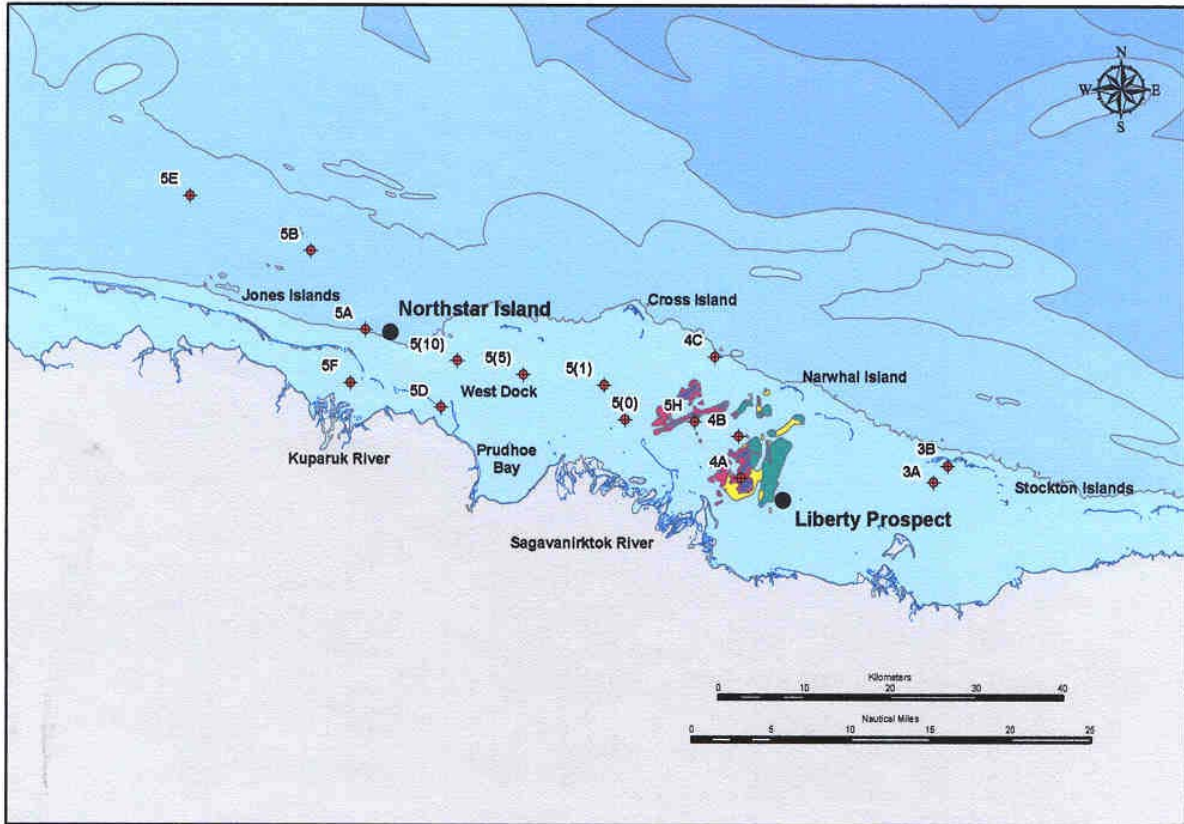 N
W E
S
5E
5B
Jones Islands
Cross Island
5A
Northstar Island
5(10)
5(5)
4C
5F
5(1)
Narwhal Island
5D
West Dock
5(0)
5H
4B
Kuparuk River
Prudhoe
Bay
4A
3B
3A
Stockton Islands
Liberty Prospect
Sagavanirktok River
Kilometers
0 10 20 30 40
Nautical Miles
0 5 10 15 20 25